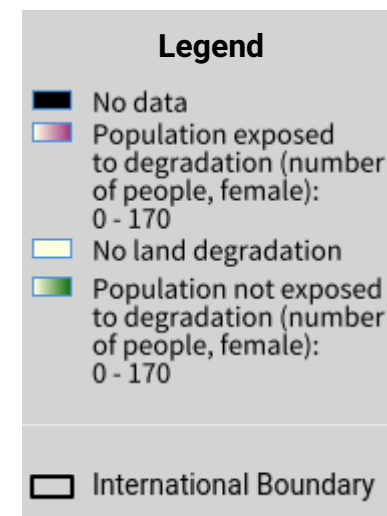 Legend
No data
Population exposed
to degradation (number
of people, female):
0 - 170
No land degradation
Population not exposed
to degradation (number
of people, female):
0 - 170
International Boundary